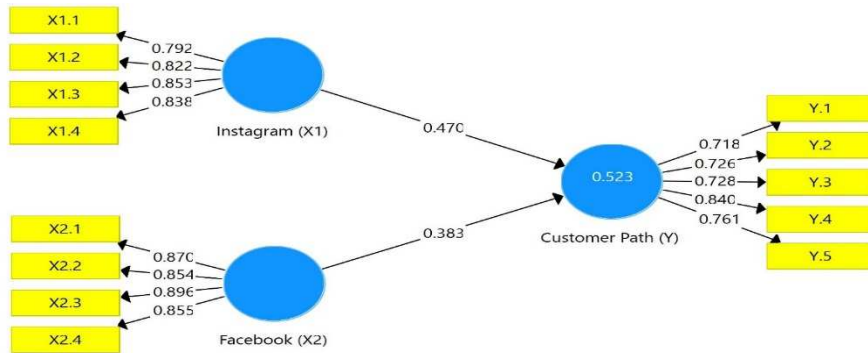 X1.1
X1.2
X1.3
X1.4
0.792
0.822
0.853
0.838
Instagram (X1)
0.470
X2.1
X2.2
X2.3
X2.4
0.870
0.854
0.896
0.855
Facebook (X2)
0.383
0.523
Customer Path (Y)
0.718
0.726
0.728
0.840
0.761
Y.1
Y.2
Y.3
Y.4
Y.5